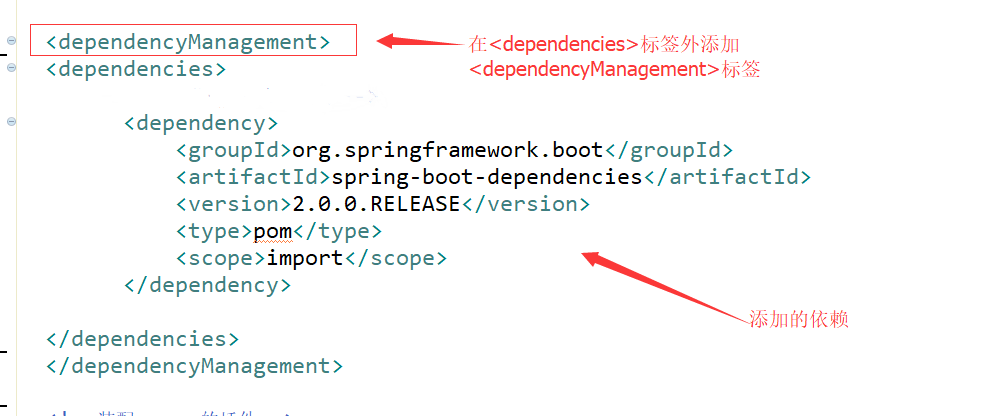 <dependencyManagement>
在<dependencies>标签外添加
<dependencies>
<dependencyManagement>标签
<dependency>
<groupId>org.springframework.boot</groupId>
<artifactId>spring-boot-dependencies</artifactId>
<version>2.0.0.RELEASE</version>
<type>pom</type>
<scope>import</scope>
</dependency>
添加的依赖
</dependencies>
</dependencyManagement>